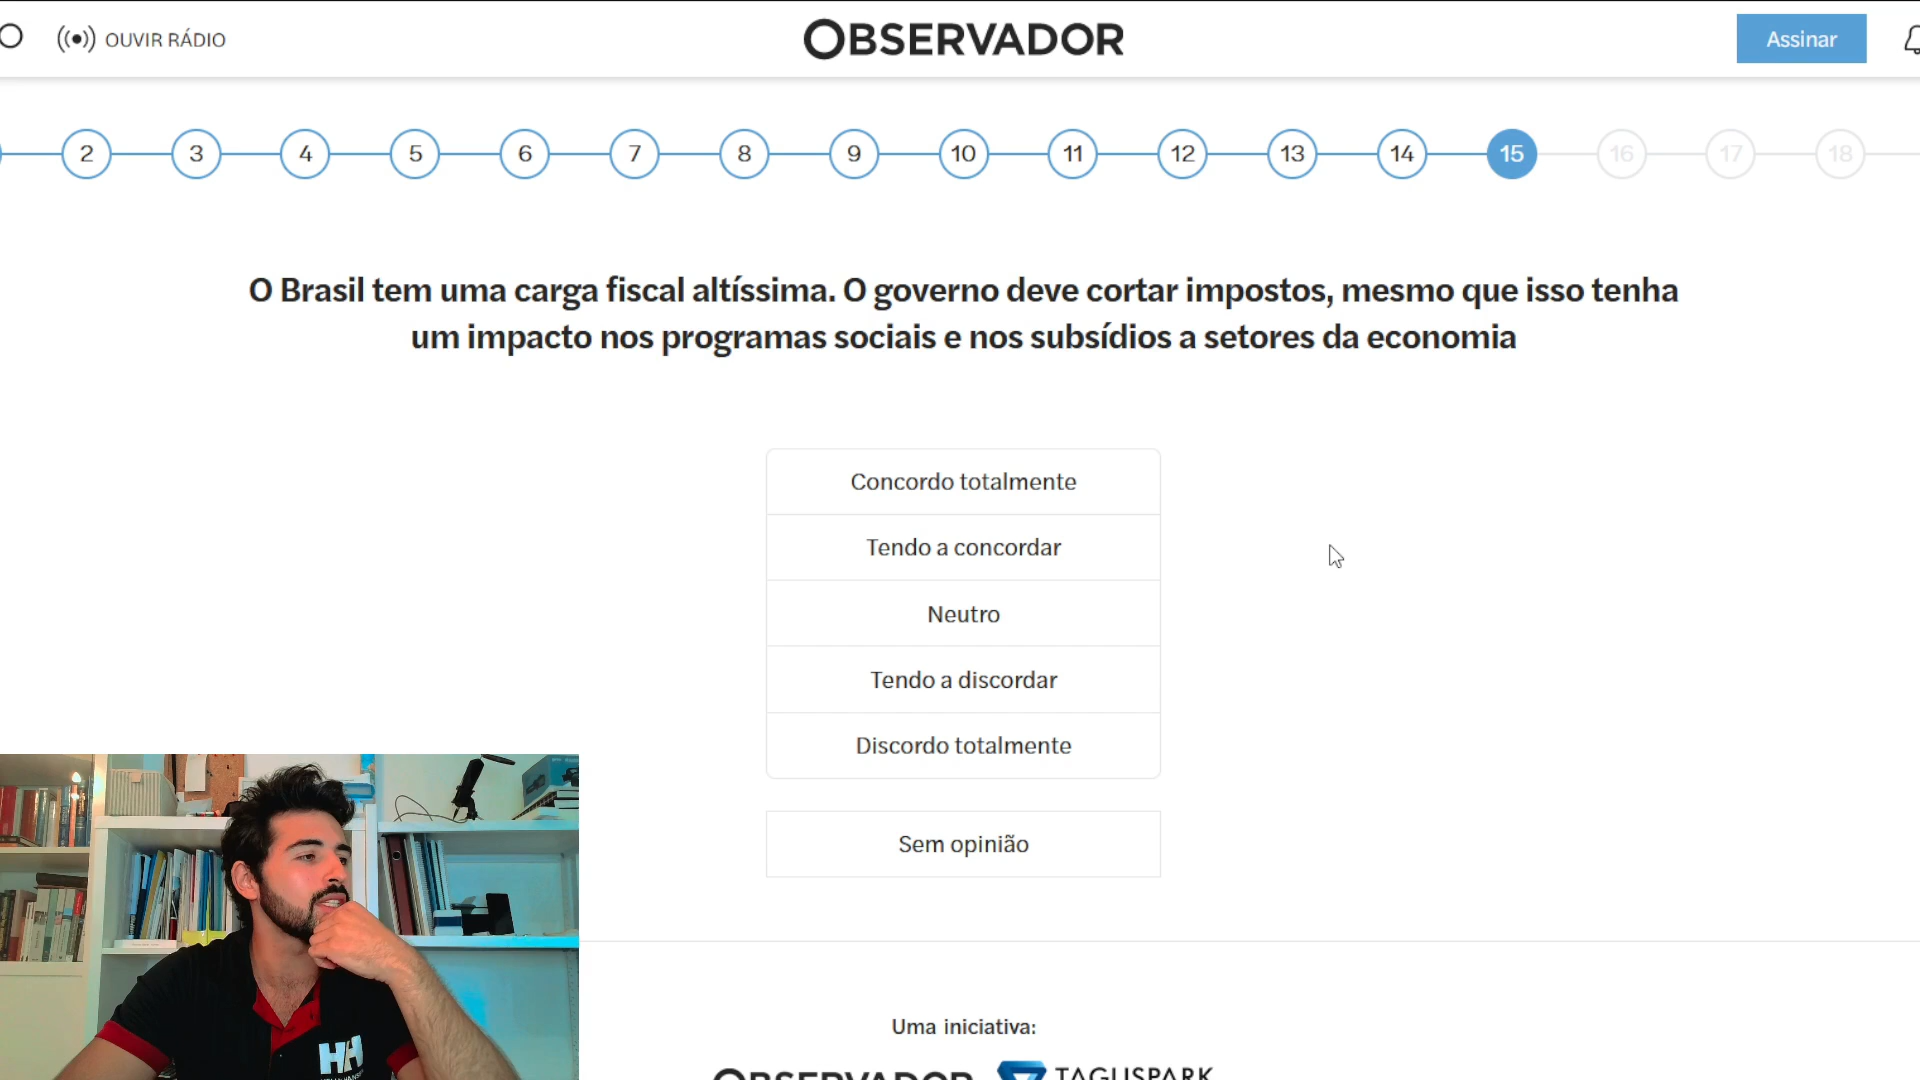 OUVIR RÁDIO
OBSERVADOR
Assinar
2 3 4 5 6 7 8 9 10 11 12 13 14 15 16 17 18
O Brasil tem uma carga fiscal altíssima. O governo deve cortar impostos, mesmo que isso tenha
um impacto nos programas sociais e nos subsídios a setores da economia
Concordo totalmente
Tendo a concordar
Neutro
Tendo a discordar
Discordo totalmente
Sem opinião
HH
Uma iniciativa:
OBSERVADOR
TAGUSPARK